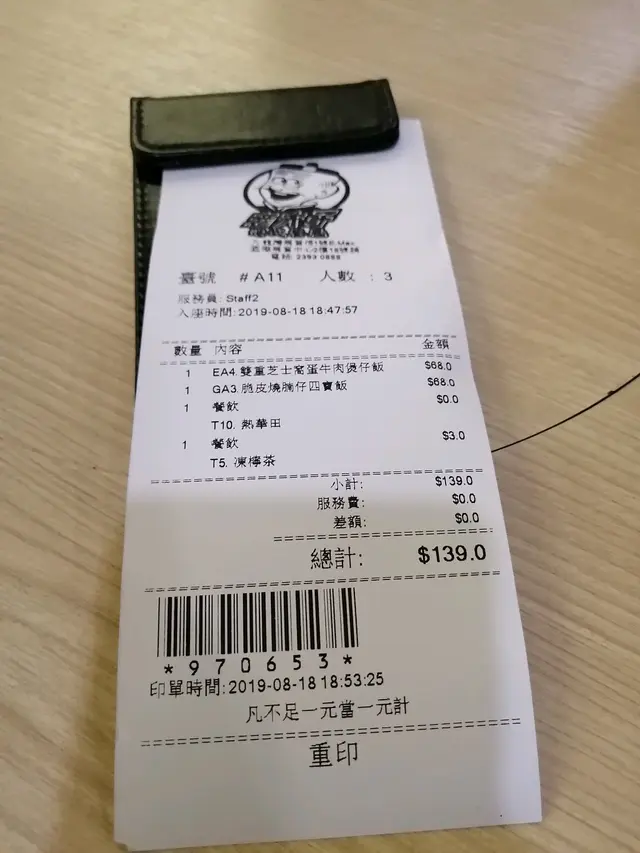 電話: 2393 0888
臺號 #A11 人數 : 3
服務員: Staff2
入座時間: 2019-08-18 18:47:57
數量 內容 金額
1 EA4. 雙重芝士窩蛋牛肉煲仔飯 $68.0
1 GA3. 脆皮燒腩仔四寶飯 $68.0
1 餐飲 $0.0
T10. 熱華田
1 餐飲 $3.0
T5. 凍檸茶
小計: $139.0
服務費: $0.0
差額: $0.0
總計: $139.0
*970653*
印單時間: 2019-08-18 18:53:25
凡不足一元當一元計
重印